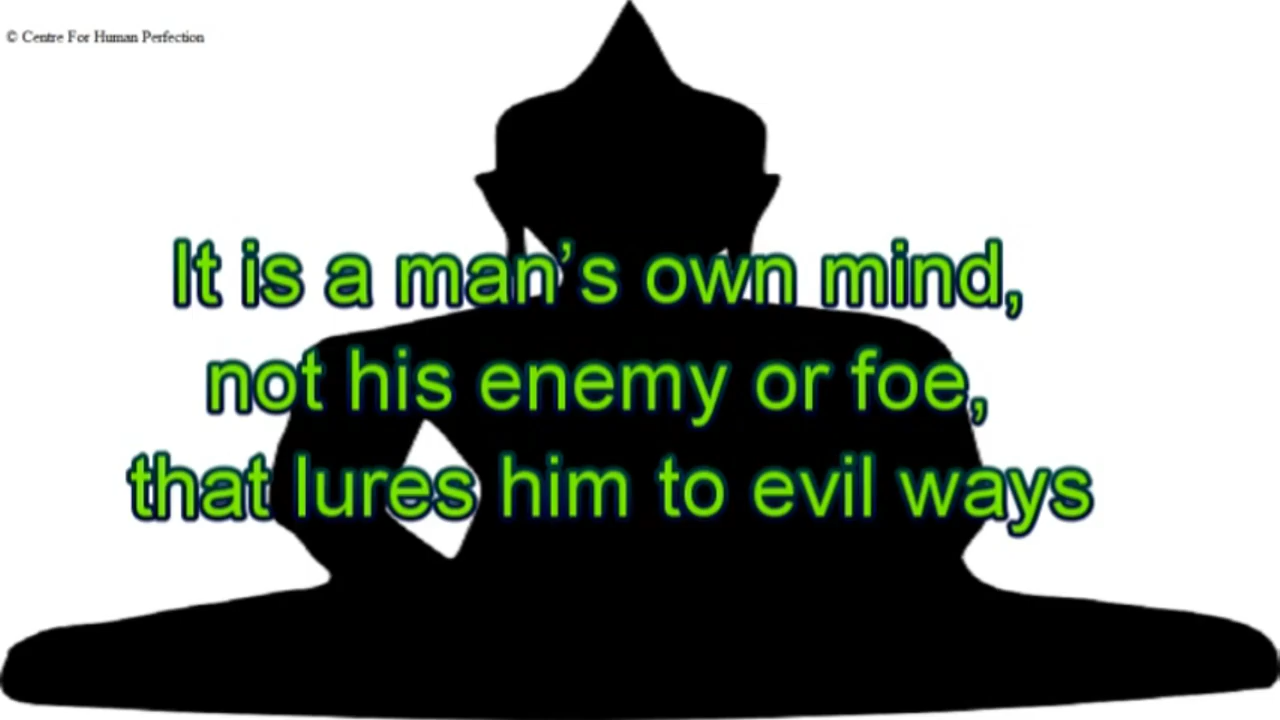 © Centre For Human Perfection
It is a man’s own mind,
not his enemy or foe,
that lures him to evil ways